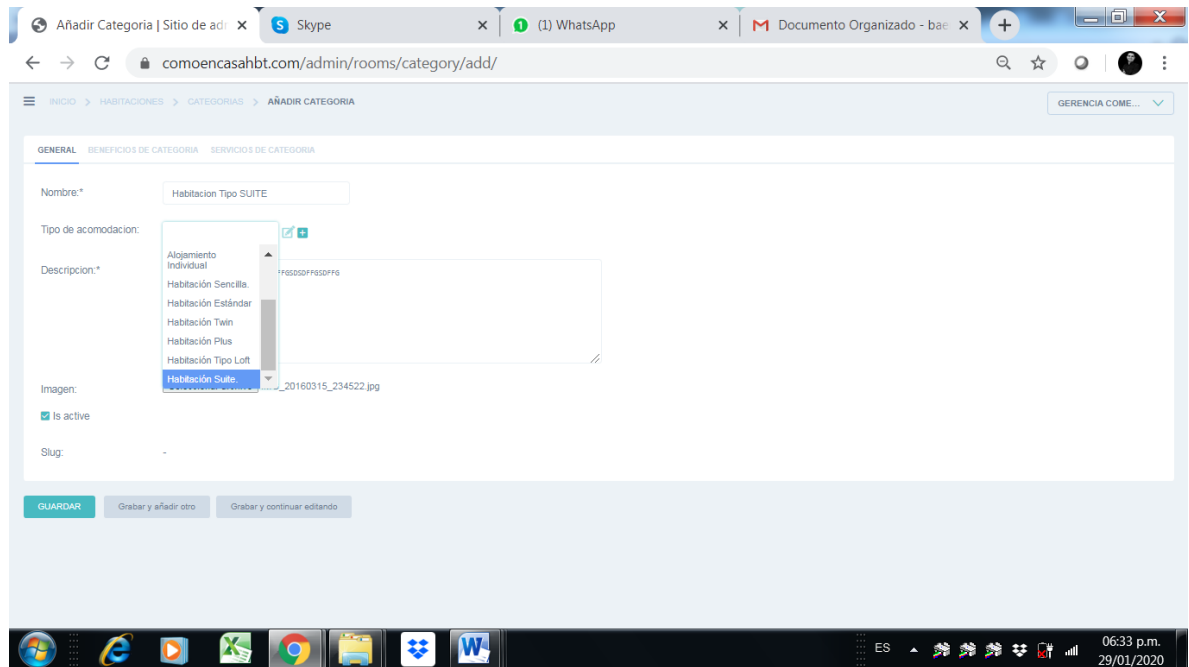 Añadir Categoria | Sitio de adr
Skype
(1) WhatsApp
Documento Organizado - bae
comoencasahbt.com/admin/rooms/category/add/
INICIO > HABITACIONES > CATEGORIAS > AÑADIR CATEGORIA
GERENCIA COME...
GENERAL BENEFICIOS DE CATEGORIA SERVICIOS DE CATEGORIA
Nombre:*
Habitacion Tipo SUITE
Tipo de acomodacion:
Alojamiento
Individual
Descripcion:*
Habitación Sencilla.
Habitación Estándar
Habitación Twin
Habitación Plus
Habitación Tipo Loft
Habitación Suite.
Imagen:
_20160315_234522.jpg
Is active
Slug:
-
GUARDAR
Grabar y añadir otro
Grabar y continuar editando
ES
06:33 p.m.
29/01/2020